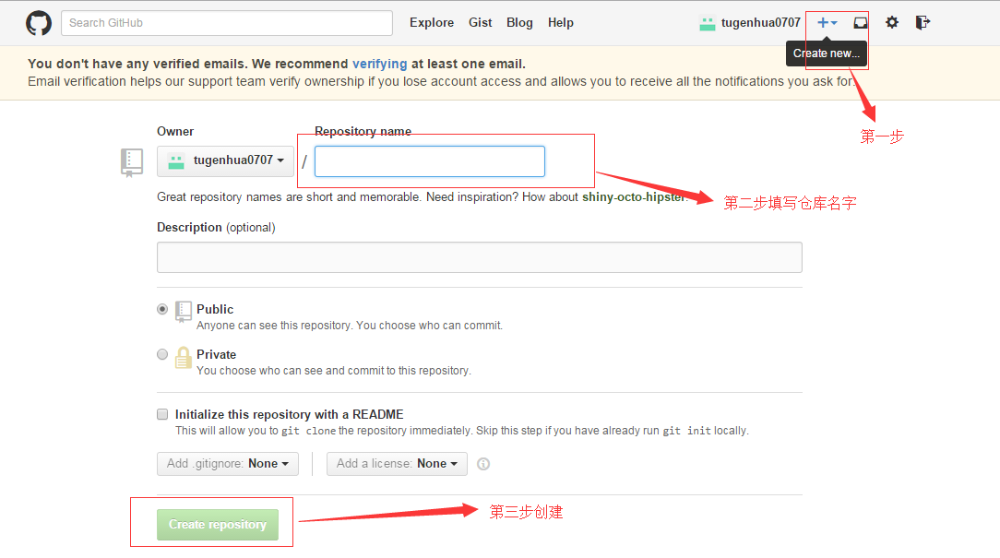 Search GitHub
Explore Gist Blog Help
tugenhua0707
Create new...
You don't have any verified emails. We recommend verifying at least one email.
Email verification helps our support team verify ownership if you lose account access and allows you to receive all the notifications you ask for.
第一步
Owner
Repository name
tugenhua0707 /
第二步填写仓库名字
Great repository names are short and memorable. Need inspiration? How about shiny-octo-hipster.
Description (optional)
Public
Anyone can see this repository. You choose who can commit.
Private
You choose who can see and commit to this repository.
Initialize this repository with a README
This will allow you to git clone the repository immediately. Skip this step if you have already run git init locally.
Add .gitignore: None
Add a license: None
Create repository
第三步创建